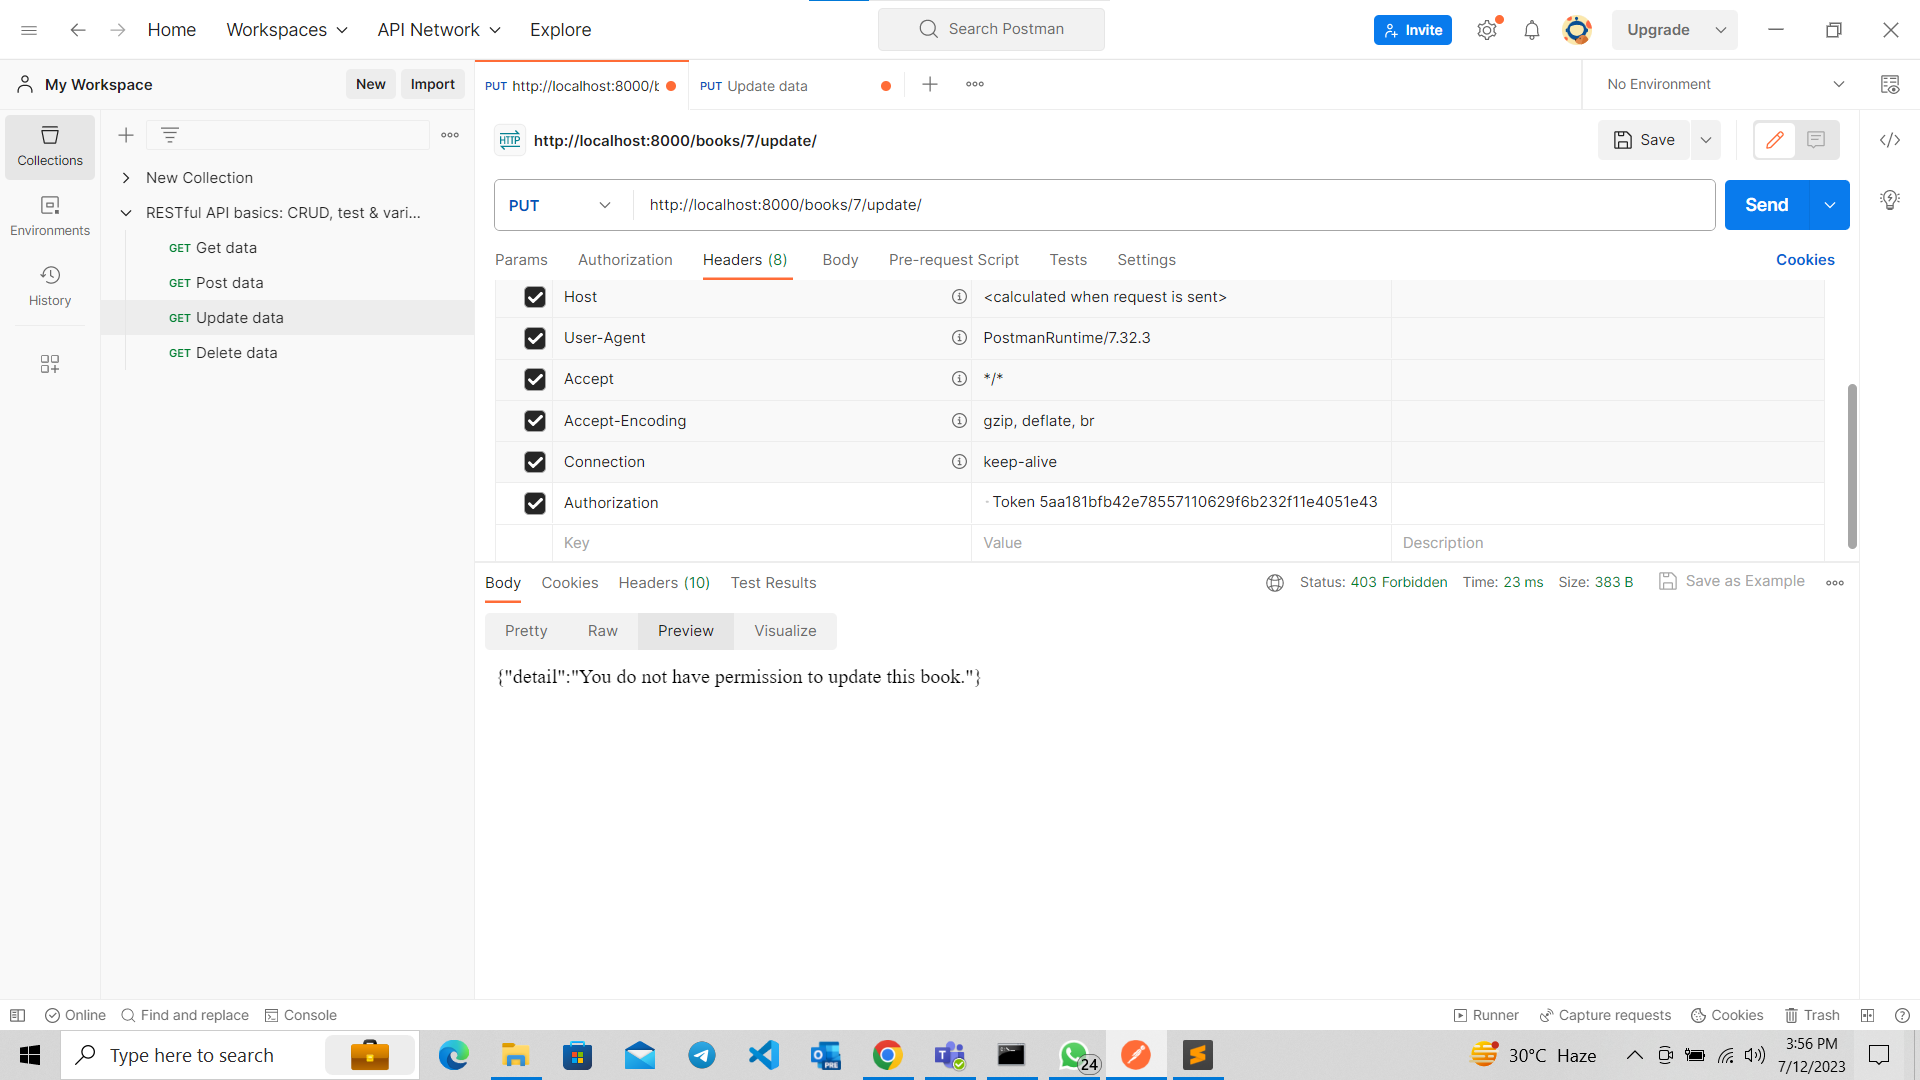 Home Workspaces API Network Explore Search Postman Invite Upgrade
My Workspace New Import PUT http://localhost:8000/b PUT Update data No Environment
Collections
Environments
History
New Collection
RESTful API basics: CRUD, test & vari...
GET Get data
GET Post data
GET Update data
GET Delete data
HTTP http://localhost:8000/books/7/update/ Save
PUT http://localhost:8000/books/7/update/ Send
Params Authorization Headers (8) Body Pre-request Script Tests Settings Cookies
Host <calculated when request is sent>
User-Agent PostmanRuntime/7.32.3
Accept */*
Accept-Encoding gzip, deflate, br
Connection keep-alive
Authorization Token 5aa181bfb42e78557110629f6b232f11e4051e43
Key Value Description
Body Cookies Headers (10) Test Results Status: 403 Forbidden Time: 23 ms Size: 383 B Save as Example
Pretty Raw Preview Visualize
{"detail":"You do not have permission to update this book."}
Online Find and replace Console Runner Capture requests Cookies Trash
Type here to search PRE 24 30°C Haze 3:56 PM
7/12/2023